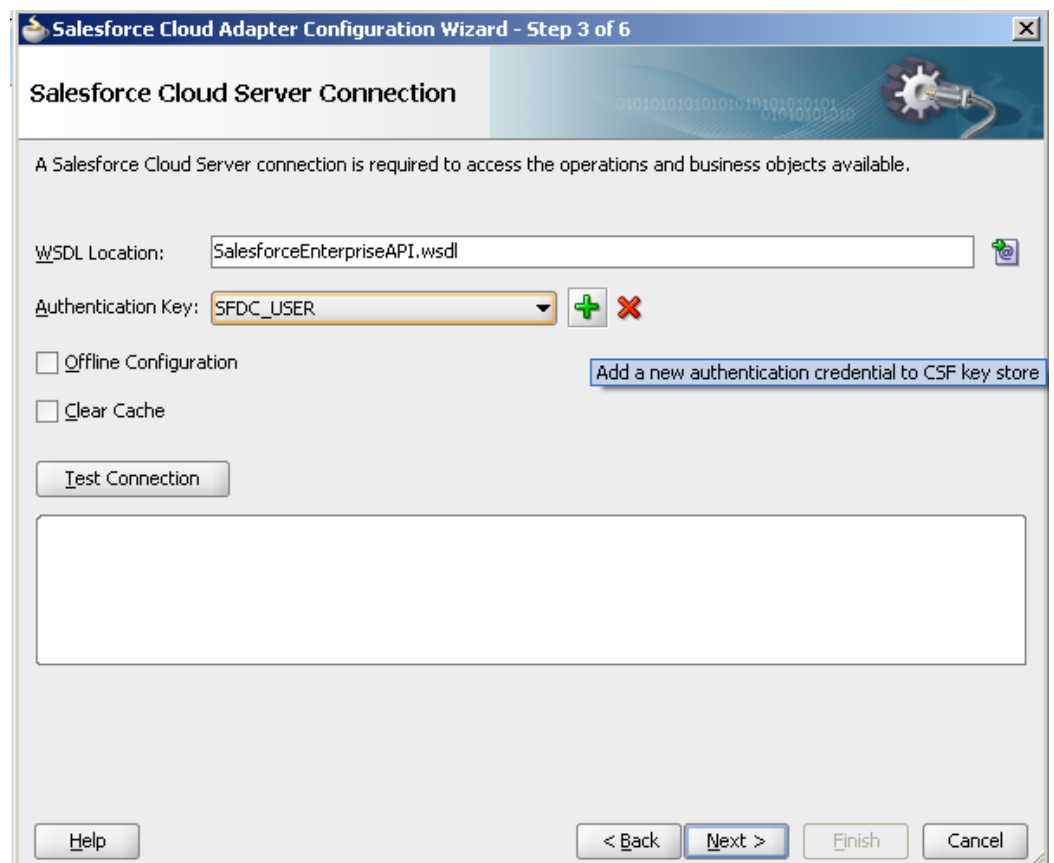 Salesforce Cloud Adapter Configuration Wizard - Step 3 of 6
Salesforce Cloud Server Connection
A Salesforce Cloud Server connection is required to access the operations and business objects available.
WSDL Location: SalesforceEnterpriseAPI.wsdl
Authentication Key: SFDC_USER
Offline Configuration
Add a new authentication credential to CSF key store
Clear Cache
Test Connection
Help < Back Next > Finish Cancel